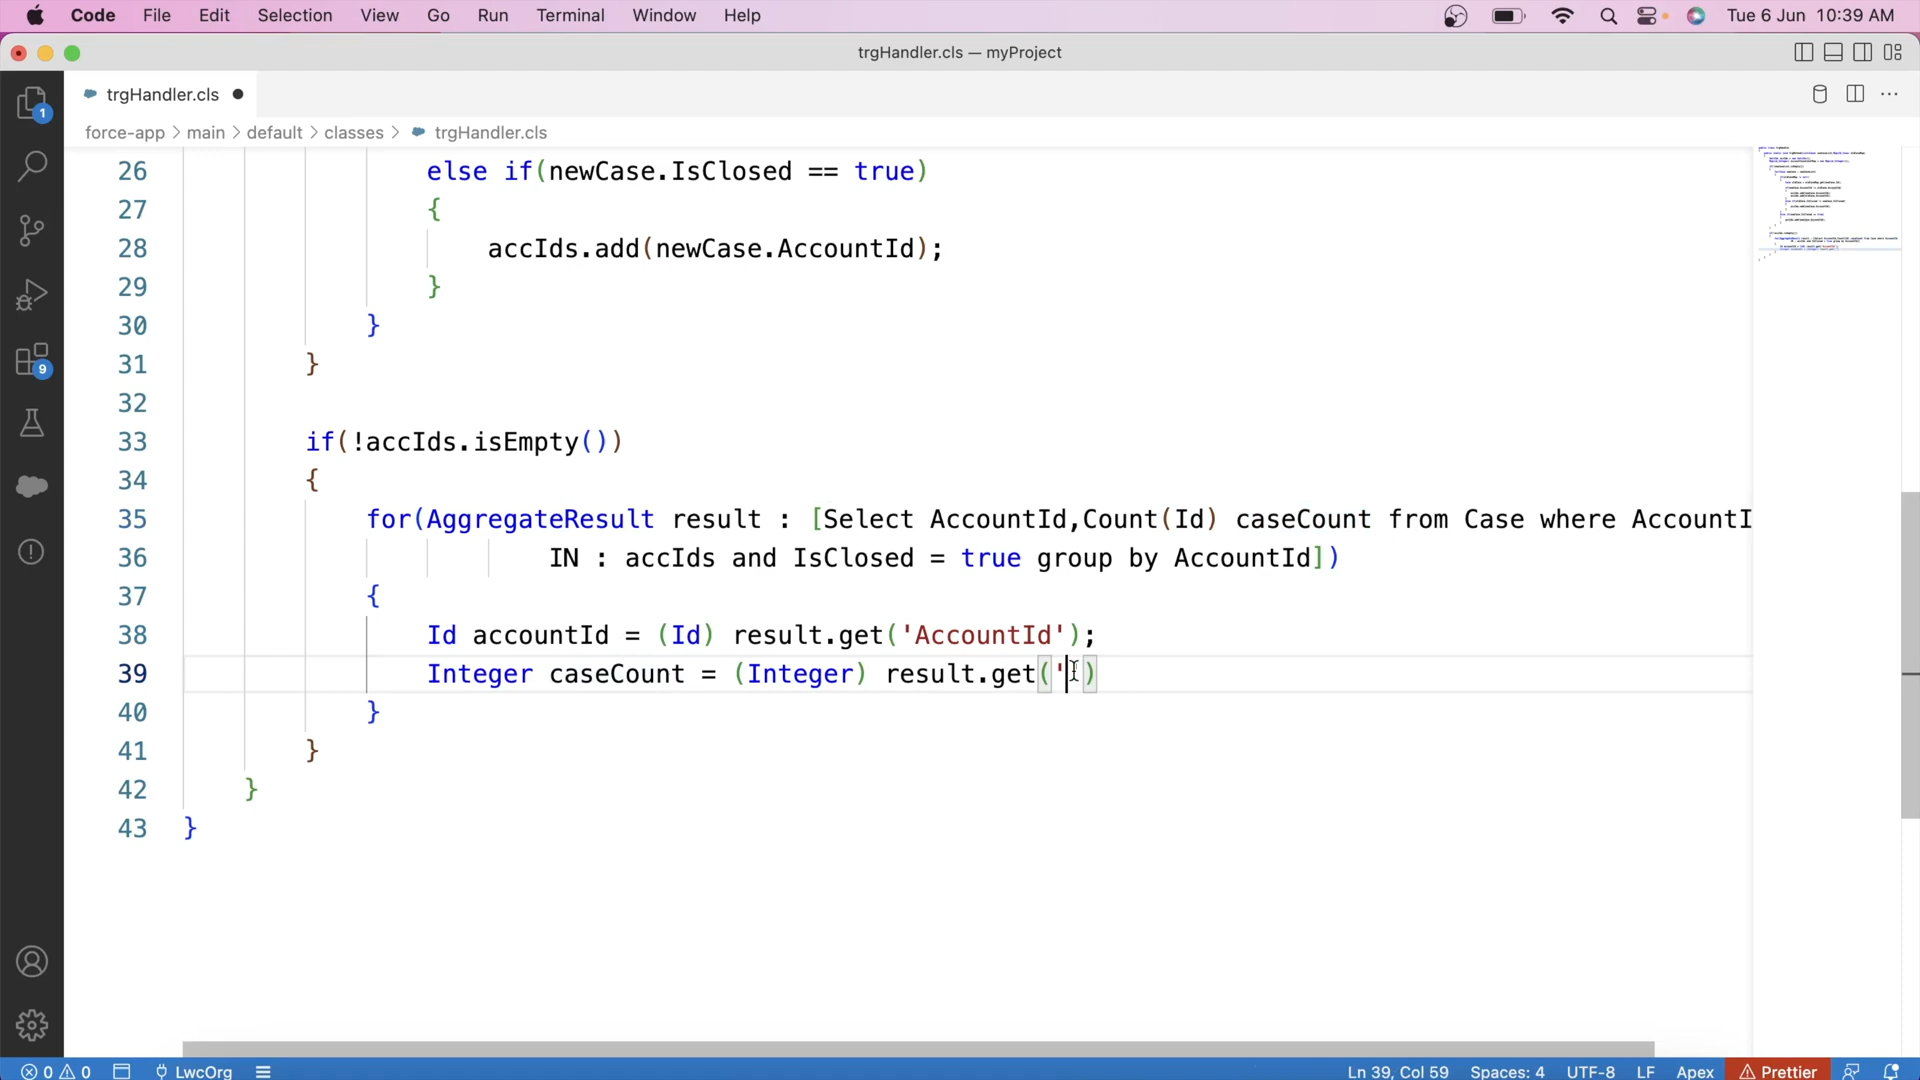 Code File Edit Selection View Go Run Terminal Window Help Tue 6 Jun 10:39 AM
trgHandler.cls — myProject
trgHandler.cls
force-app > main > default > classes > trgHandler.cls
26 else if(newCase.IsClosed == true)
27 {
28 accIds.add(newCase.AccountId);
29 }
30 }
31 }
32
33 if(!accIds.isEmpty())
34 {
35 for(AggregateResult result : [Select AccountId,Count(Id) caseCount from Case where AccountI
36 IN : accIds and IsClosed = true group by AccountId])
37 {
38 Id accountId = (Id) result.get('AccountId');
39 Integer caseCount = (Integer) result.get(')
40 }
41 }
42 }
43 }
1
9
0 0 LwcOrg Ln 39, Col 59 Spaces: 4 UTF-8 LF Apex Prettier